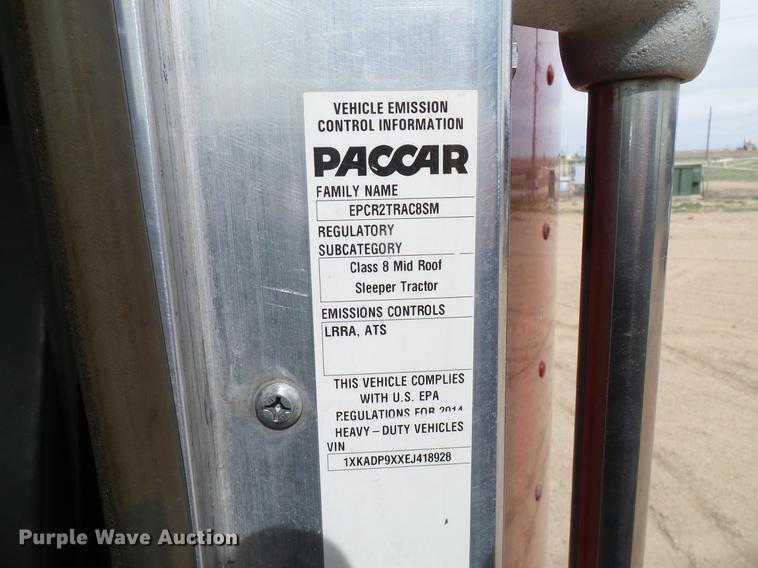 VEHICLE EMISSION
CONTROL INFORMATION
PACCAR
FAMILY NAME
EPCR2TRAC8SM
REGULATORY
SUBCATEGORY
Class 8 Mid Roof
Sleeper Tractor
EMISSIONS CONTROLS
LRRA, ATS
THIS VEHICLE COMPLIES
WITH U.S. EPA
REGULATIONS FOR 2014
HEAVY-DUTY VEHICLES
VIN
1XKADP9XXEJ418928
Purple Wave Auction